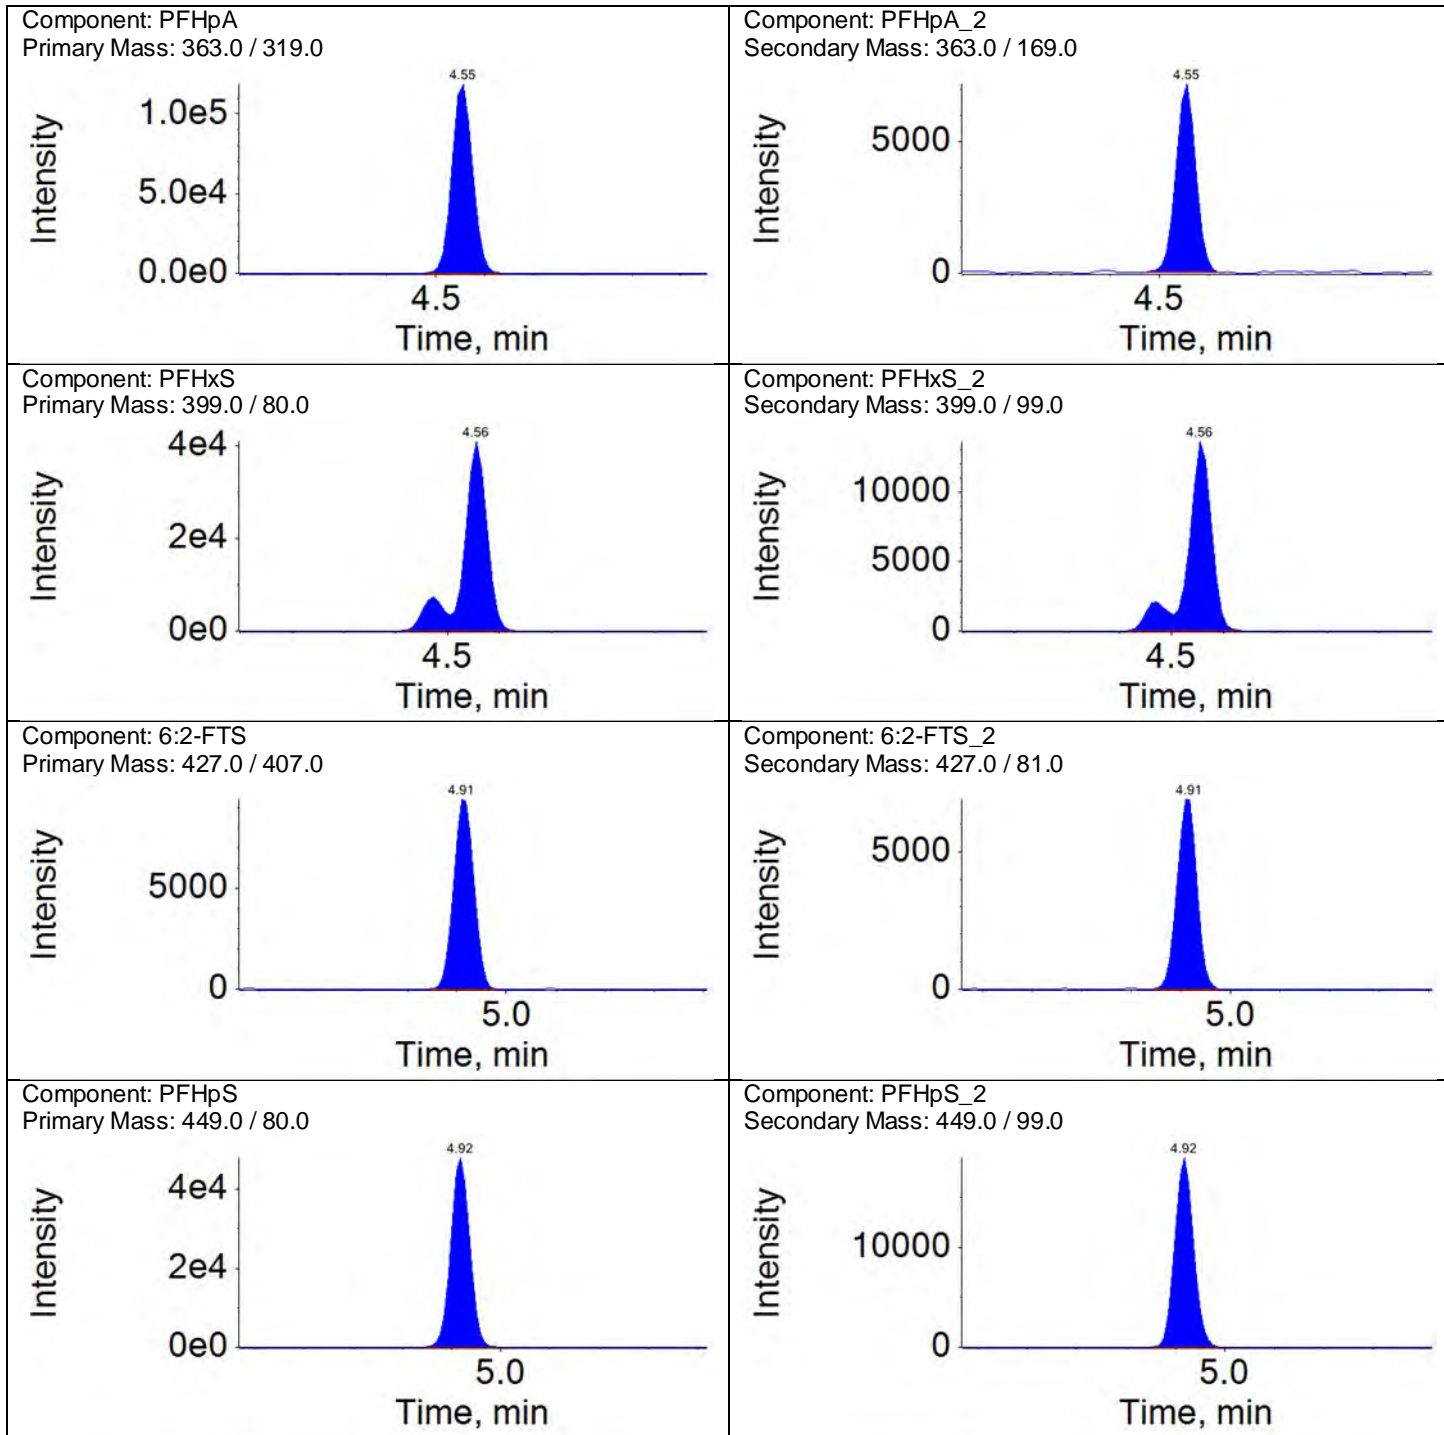 Component: PFHpA
Primary Mass: 363.0 / 319.0
4.55
1.0e5
5.0e4
0.0e0
Intensity
4.5
Time, min
Component: PFHpA_2
Secondary Mass: 363.0 / 169.0
4.55
5000
0
Intensity
4.5
Time, min
Component: PFHxS
Primary Mass: 399.0 / 80.0
4.56
4e4
2e4
0e0
Intensity
4.5
Time, min
Component: PFHxS_2
Secondary Mass: 399.0 / 99.0
4.56
10000
5000
0
Intensity
4.5
Time, min
Component: 6:2-FTS
Primary Mass: 427.0 / 407.0
4.91
5000
0
Intensity
5.0
Time, min
Component: 6:2-FTS_2
Secondary Mass: 427.0 / 81.0
4.91
5000
0
Intensity
5.0
Time, min
Component: PFHpS
Primary Mass: 449.0 / 80.0
4.92
4e4
2e4
0e0
Intensity
5.0
Time, min
Component: PFHpS_2
Secondary Mass: 449.0 / 99.0
4.92
10000
0
Intensity
5.0
Time, min